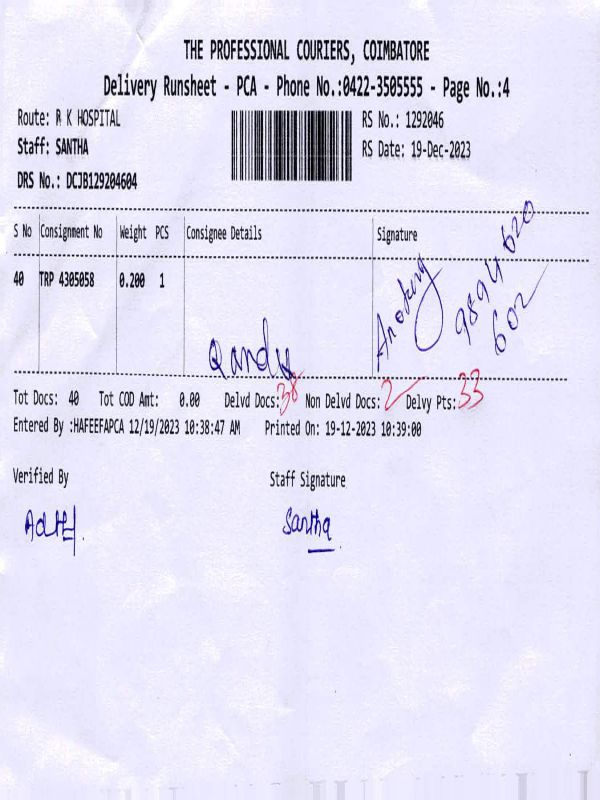 THE PROFESSIONAL COURIERS, COIMBATORE
Delivery Runsheet - PCA - Phone No.:0422-3505555 - Page No.:4
Route: R K HOSPITAL
RS No.: 1292046
Staff: SANTHA
RS Date: 19-Dec-2023
DRS No.: DCJB129204604
S No Consignment No Weight PCS Consignee Details Signature
40 TRP 4305058 0.200 1
9894 620
602
Tot Docs: 40 Tot COD Amt: 0.00 Delvd Docs: 38 Non Delvd Docs: 2 Delvy Pts: 33
Entered By :HAFEEFAPCA 12/19/2023 10:38:47 AM Printed On: 19-12-2023 10:39:00
Verified By Staff Signature
Santha